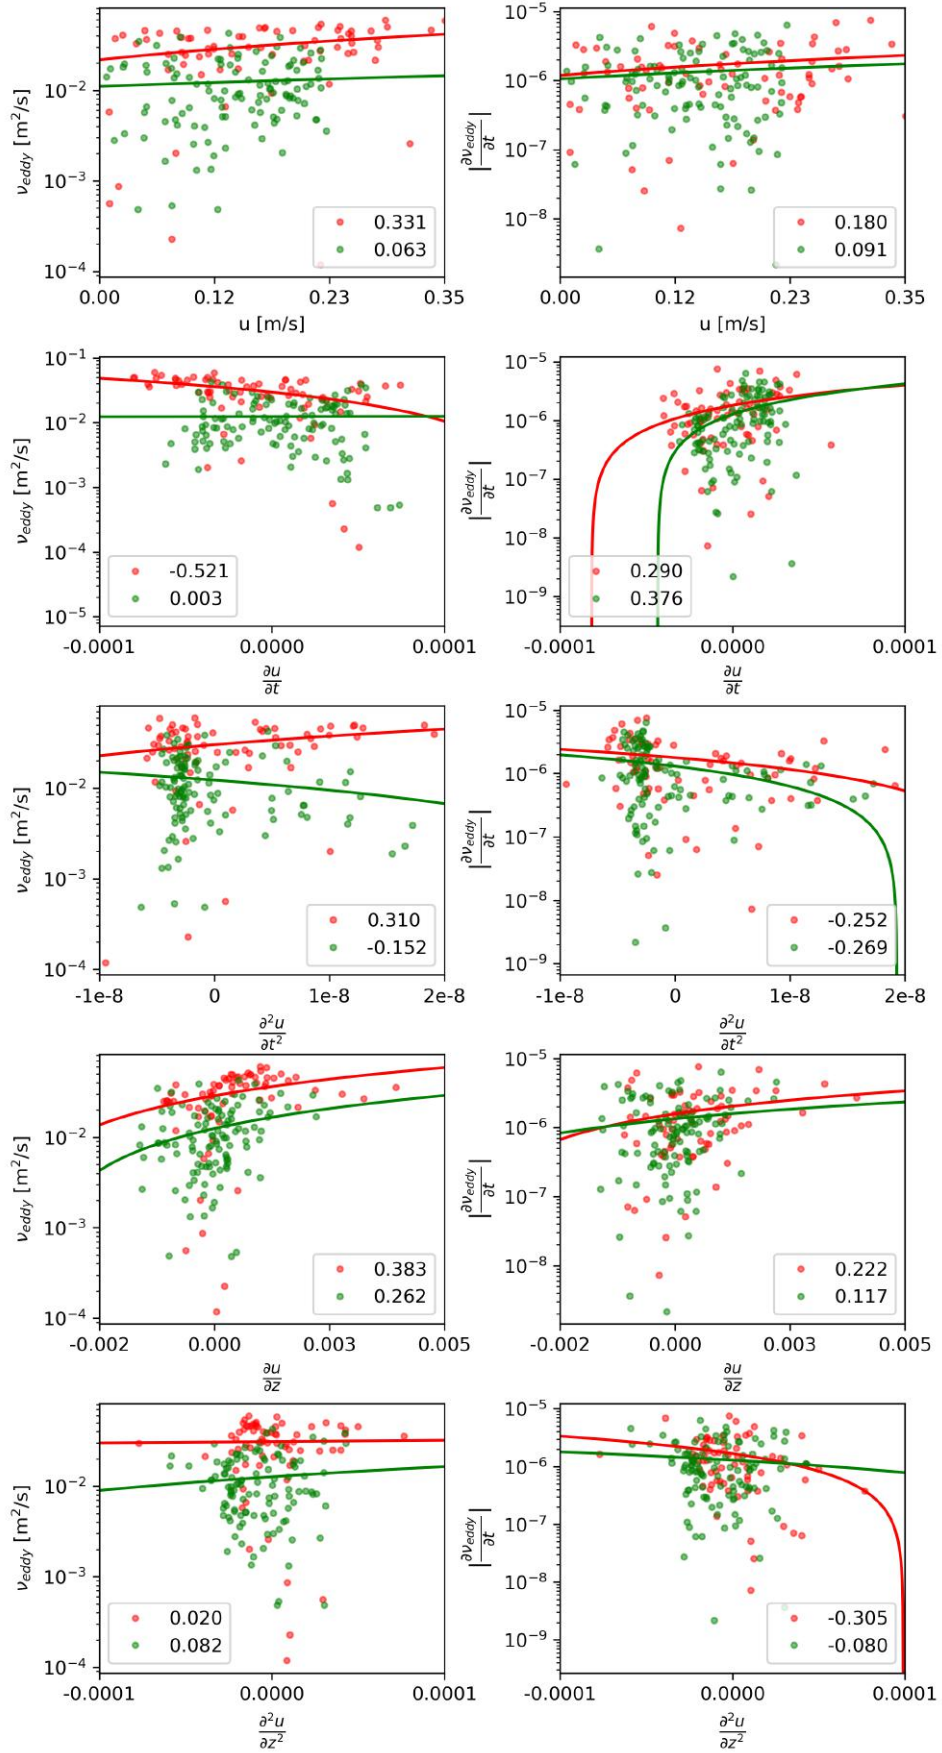 ν_eddy [m²/s]
10⁻²
10⁻³
10⁻⁴
0.331
0.063
0.00 0.12 0.23 0.35
u [m/s]
|∂ν_eddy/∂t|
10⁻⁵
10⁻⁶
10⁻⁷
10⁻⁸
0.180
0.091
0.00 0.12 0.23 0.35
u [m/s]
ν_eddy [m²/s]
10⁻¹
10⁻²
10⁻³
10⁻⁴
10⁻⁵
-0.521
0.003
-0.0001 0.0000 0.0001
∂u/∂t
|∂ν_eddy/∂t|
10⁻⁵
10⁻⁶
10⁻⁷
10⁻⁸
10⁻⁹
0.290
0.376
-0.0001 0.0000 0.0001
∂u/∂t
ν_eddy [m²/s]
10⁻²
10⁻³
10⁻⁴
0.310
-0.152
-1e-8 0 1e-8 2e-8
∂²u/∂t²
|∂ν_eddy/∂t|
10⁻⁵
10⁻⁶
10⁻⁷
10⁻⁸
10⁻⁹
-0.252
-0.269
-1e-8 0 1e-8 2e-8
∂²u/∂t²
ν_eddy [m²/s]
10⁻²
10⁻³
10⁻⁴
0.383
0.262
-0.002 0.000 0.003 0.005
∂u/∂z
|∂ν_eddy/∂t|
10⁻⁵
10⁻⁶
10⁻⁷
10⁻⁸
0.222
0.117
-0.002 0.000 0.003 0.005
∂u/∂z
ν_eddy [m²/s]
10⁻²
10⁻³
10⁻⁴
0.020
0.082
-0.0001 0.0000 0.0001
∂²u/∂z²
|∂ν_eddy/∂t|
10⁻⁵
10⁻⁶
10⁻⁷
10⁻⁸
10⁻⁹
-0.305
-0.080
-0.0001 0.0000 0.0001
∂²u/∂z²